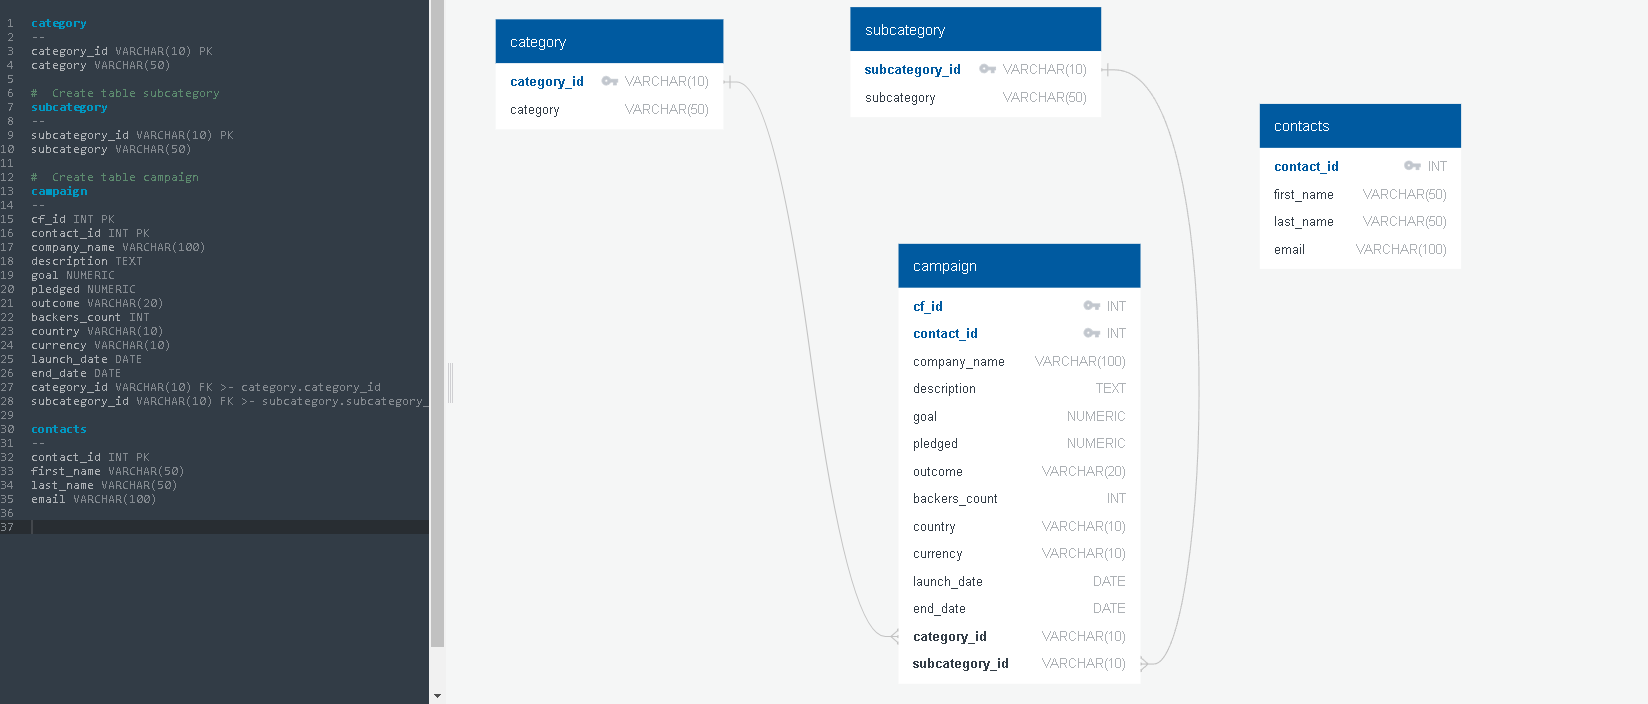 1 category
2 --
3 category_id VARCHAR(10) PK
4 category VARCHAR(50)
5
6 #  Create table subcategory
7 subcategory
8 --
9 subcategory_id VARCHAR(10) PK
10 subcategory VARCHAR(50)
11
12 #  Create table campaign
13 campaign
14 --
15 cf_id INT PK
16 contact_id INT PK
17 company_name VARCHAR(100)
18 description TEXT
19 goal NUMERIC
20 pledged NUMERIC
21 outcome VARCHAR(20)
22 backers_count INT
23 country VARCHAR(10)
24 currency VARCHAR(10)
25 launch_date DATE
26 end_date DATE
27 category_id VARCHAR(10) FK >- category.category_id
28 subcategory_id VARCHAR(10) FK >- subcategory.subcategory_
29
30 contacts
31 --
32 contact_id INT PK
33 first_name VARCHAR(50)
34 last_name VARCHAR(50)
35 email VARCHAR(100)
36
37
category
category_id VARCHAR(10)
category VARCHAR(50)
subcategory
subcategory_id VARCHAR(10)
subcategory VARCHAR(50)
contacts
contact_id INT
first_name VARCHAR(50)
last_name VARCHAR(50)
email VARCHAR(100)
campaign
cf_id INT
contact_id INT
company_name VARCHAR(100)
description TEXT
goal NUMERIC
pledged NUMERIC
outcome VARCHAR(20)
backers_count INT
country VARCHAR(10)
currency VARCHAR(10)
launch_date DATE
end_date DATE
category_id VARCHAR(10)
subcategory_id VARCHAR(10)